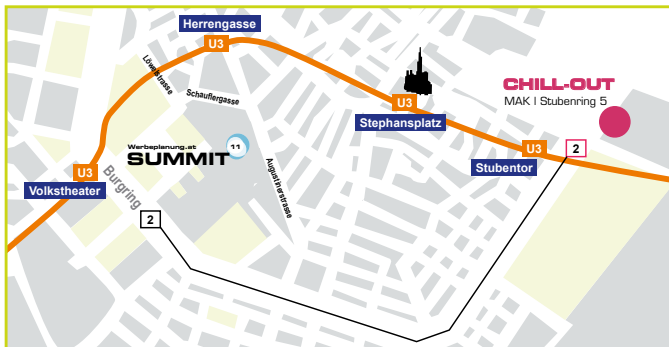 Herrengasse
U3
Löwelstrasse
Schauflergasse
CHILL-OUT
MAK I Stubenring 5
U3
Stephansplatz
Werbeplanung.at
SUMMIT 11
U3
2
Stubentor
U3
Volkstheater
Burgring
Augustinerstrasse
2